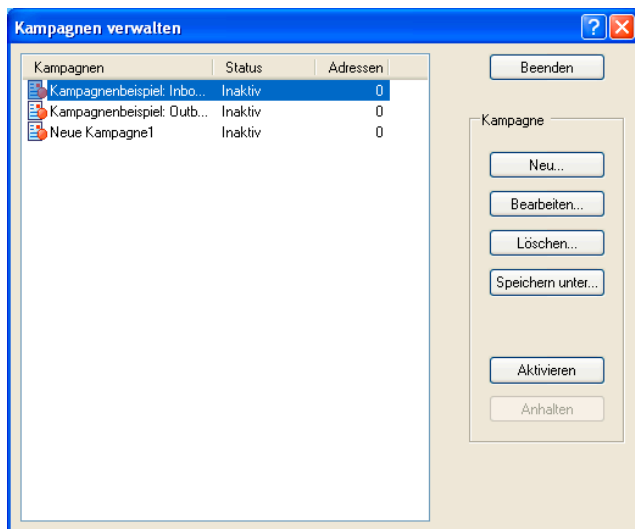 Kampagnen verwalten
Kampagnen Status Adressen
Kampagnenbeispiel: Inbo... Inaktiv 0
Kampagnenbeispiel: Outb... Inaktiv 0
Neue Kampagne1 Inaktiv 0
Beenden
Kampagne
Neu...
Bearbeiten...
Löschen...
Speichern unter...
Aktivieren
Anhalten